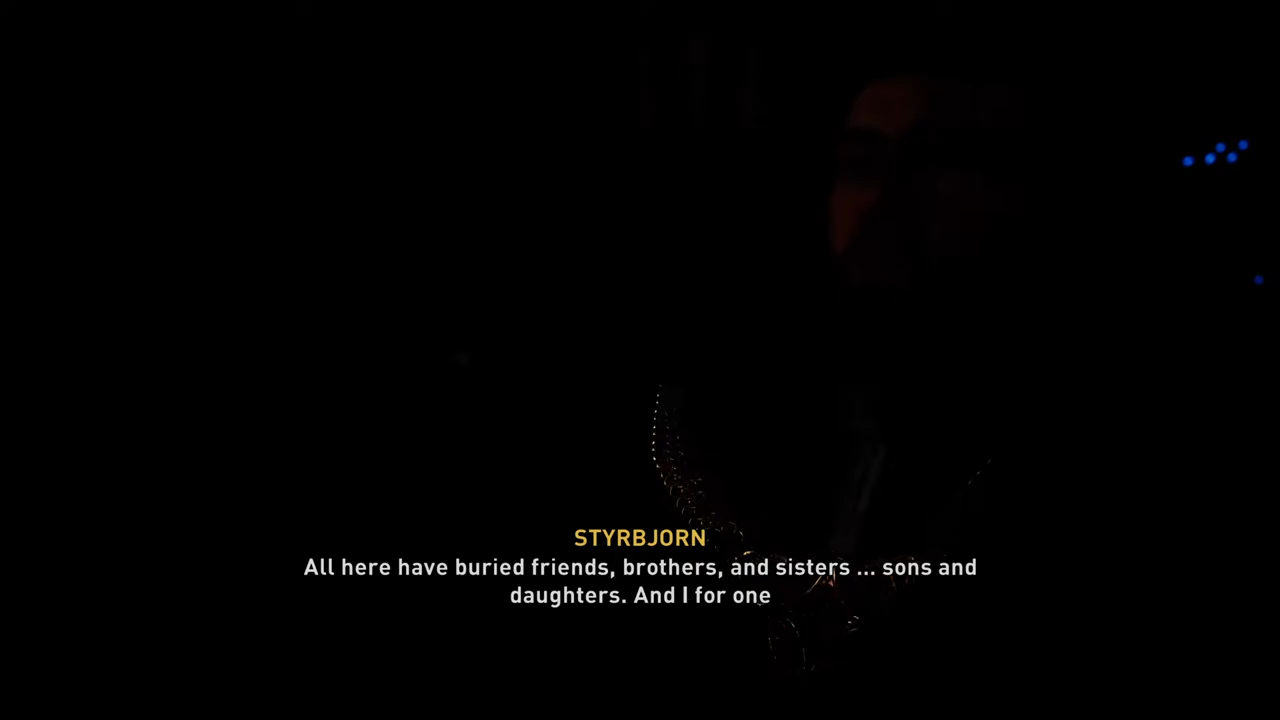 STYRBJORN
All here have buried friends, brothers, and sisters ... sons and
daughters. And I for one